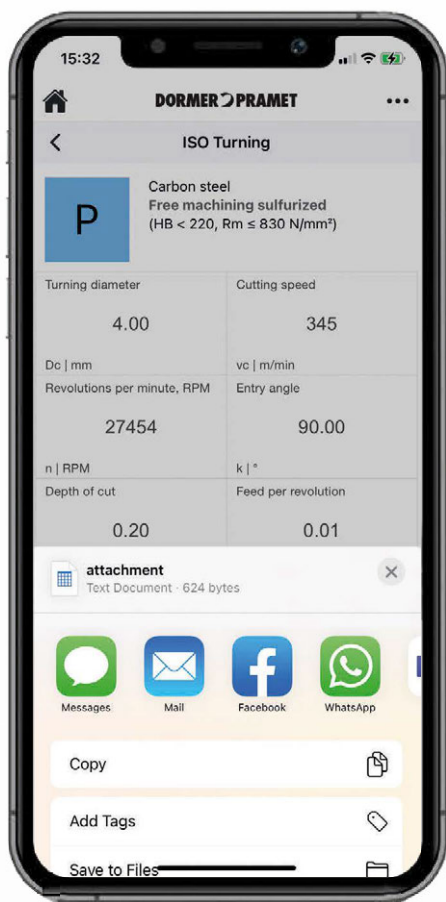 15:32
DORMER PRAMET
ISO Turning
P
Carbon steel
Free machining sulfurized
(HB < 220, Rm ≤ 830 N/mm²)
Turning diameter
Cutting speed
4.00
345
Dc | mm
vc | m/min
Revolutions per minute, RPM
Entry angle
27454
90.00
n | RPM
k | °
Depth of cut
Feed per revolution
0.20
0.01
attachment
Text Document · 624 bytes
Messages
Mail
Facebook
WhatsApp
Copy
Add Tags
Save to Files